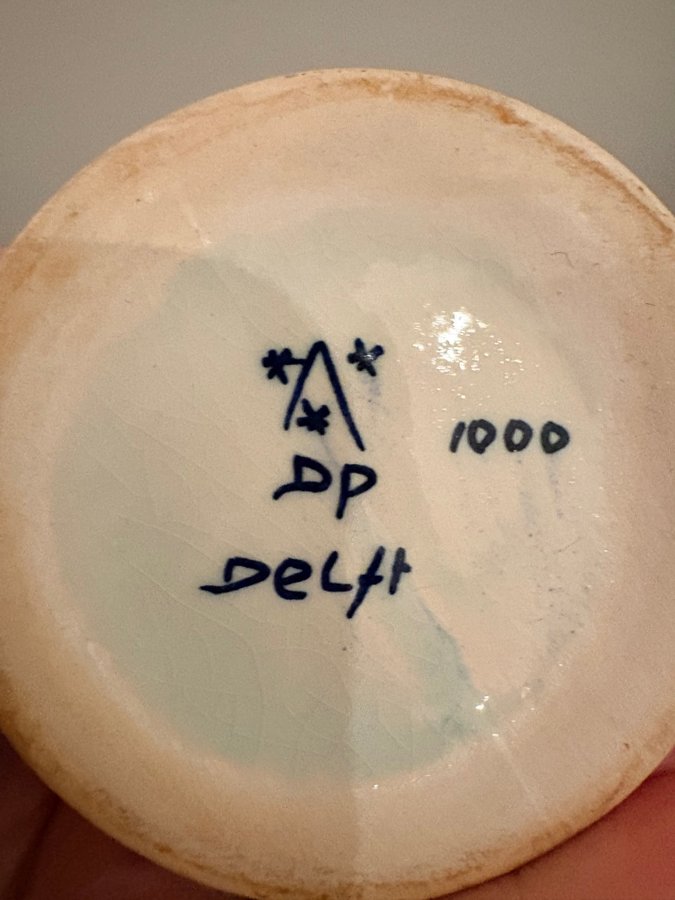 * Λ *
*
DP
Delft
1000